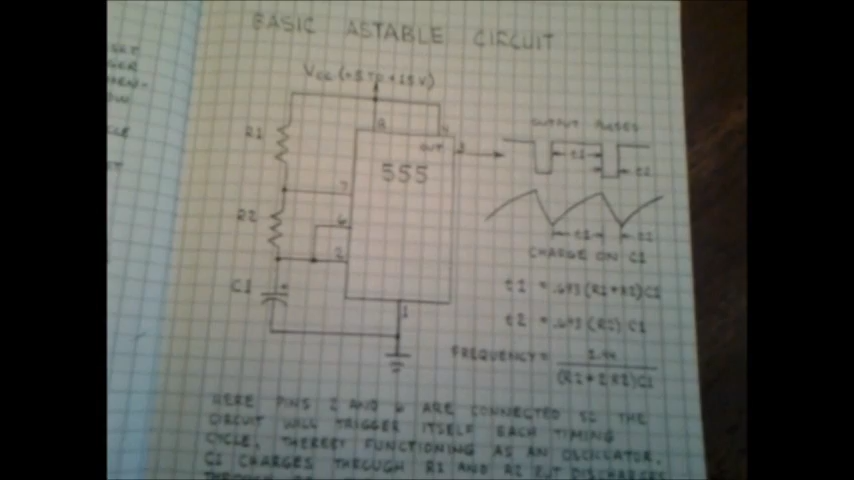 BASIC ASTABLE CIRCUIT
Vcc (+5 TO +15 V)
R1
8
4
OUT
3
555
OUTPUT PULSES
t1
t2
7
R2
6
2
t1
t2
CHARGE ON C1
C1
+
1
t1 = .693 (R1+R2) C1
t2 = .693 (R2) C1
FREQUENCY = 1.44
(R1+2R2)C1
HERE PINS 2 AND 6 ARE CONNECTED SO THE
CIRCUIT WILL TRIGGER ITSELF EACH TIMING
CYCLE, THEREBY FUNCTIONING AS AN OSCILLATOR.
C1 CHARGES THROUGH R1 AND R2 BUT DISCHARGES
THROUGH